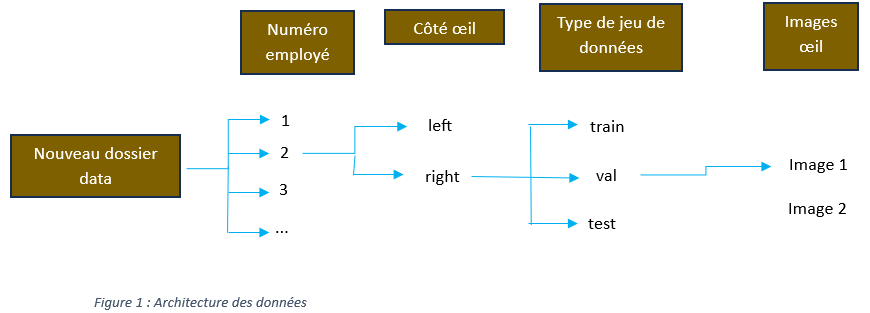 Numéro
employé
Côté œil
Type de jeu de
données
Images
œil
Nouveau dossier
data
1
2
3
...
left
right
train
val
test
Image 1
Image 2
Figure 1 : Architecture des données